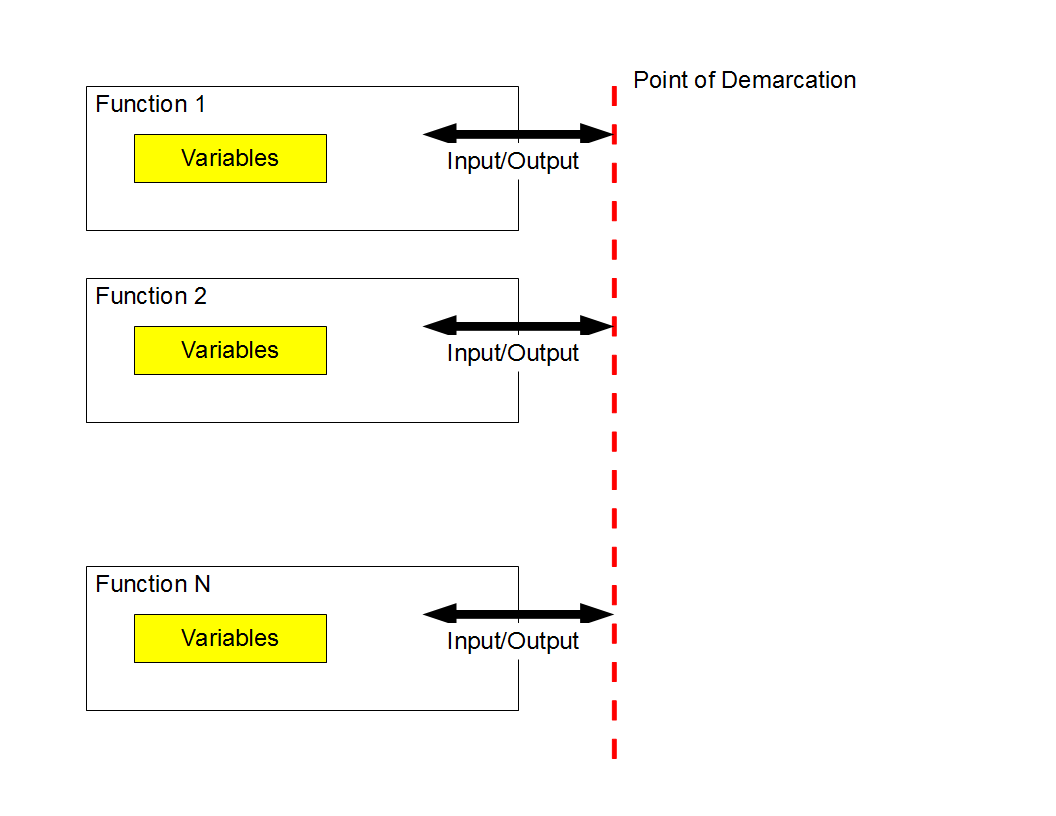 Point of Demarcation
Function 1
Variables
Input/Output
Function 2
Variables
Input/Output
Function N
Variables
Input/Output